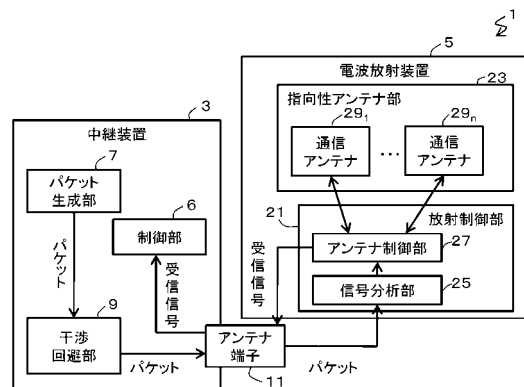 1
5
電波放射装置
23
指向性アンテナ部
29₁
通信
アンテナ
…
29ₙ
通信
アンテナ
3
中継装置
7
パケット
生成部
6
制御部
パケット
受信信号
9
干渉
回避部
パケット
アンテナ
端子
11
パケット
受信信号
21
放射制御部
アンテナ制御部
27
信号分析部
25